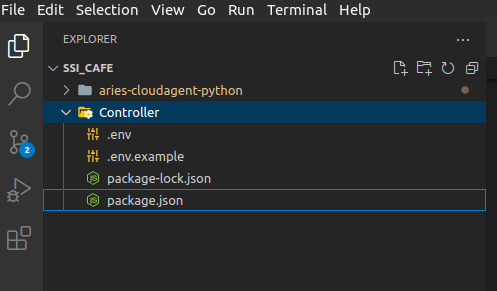 File Edit Selection View Go Run Terminal Help
EXPLORER ...
SSI_CAFE
aries-cloudagent-python
Controller
.env
.env.example
2
package-lock.json
package.json